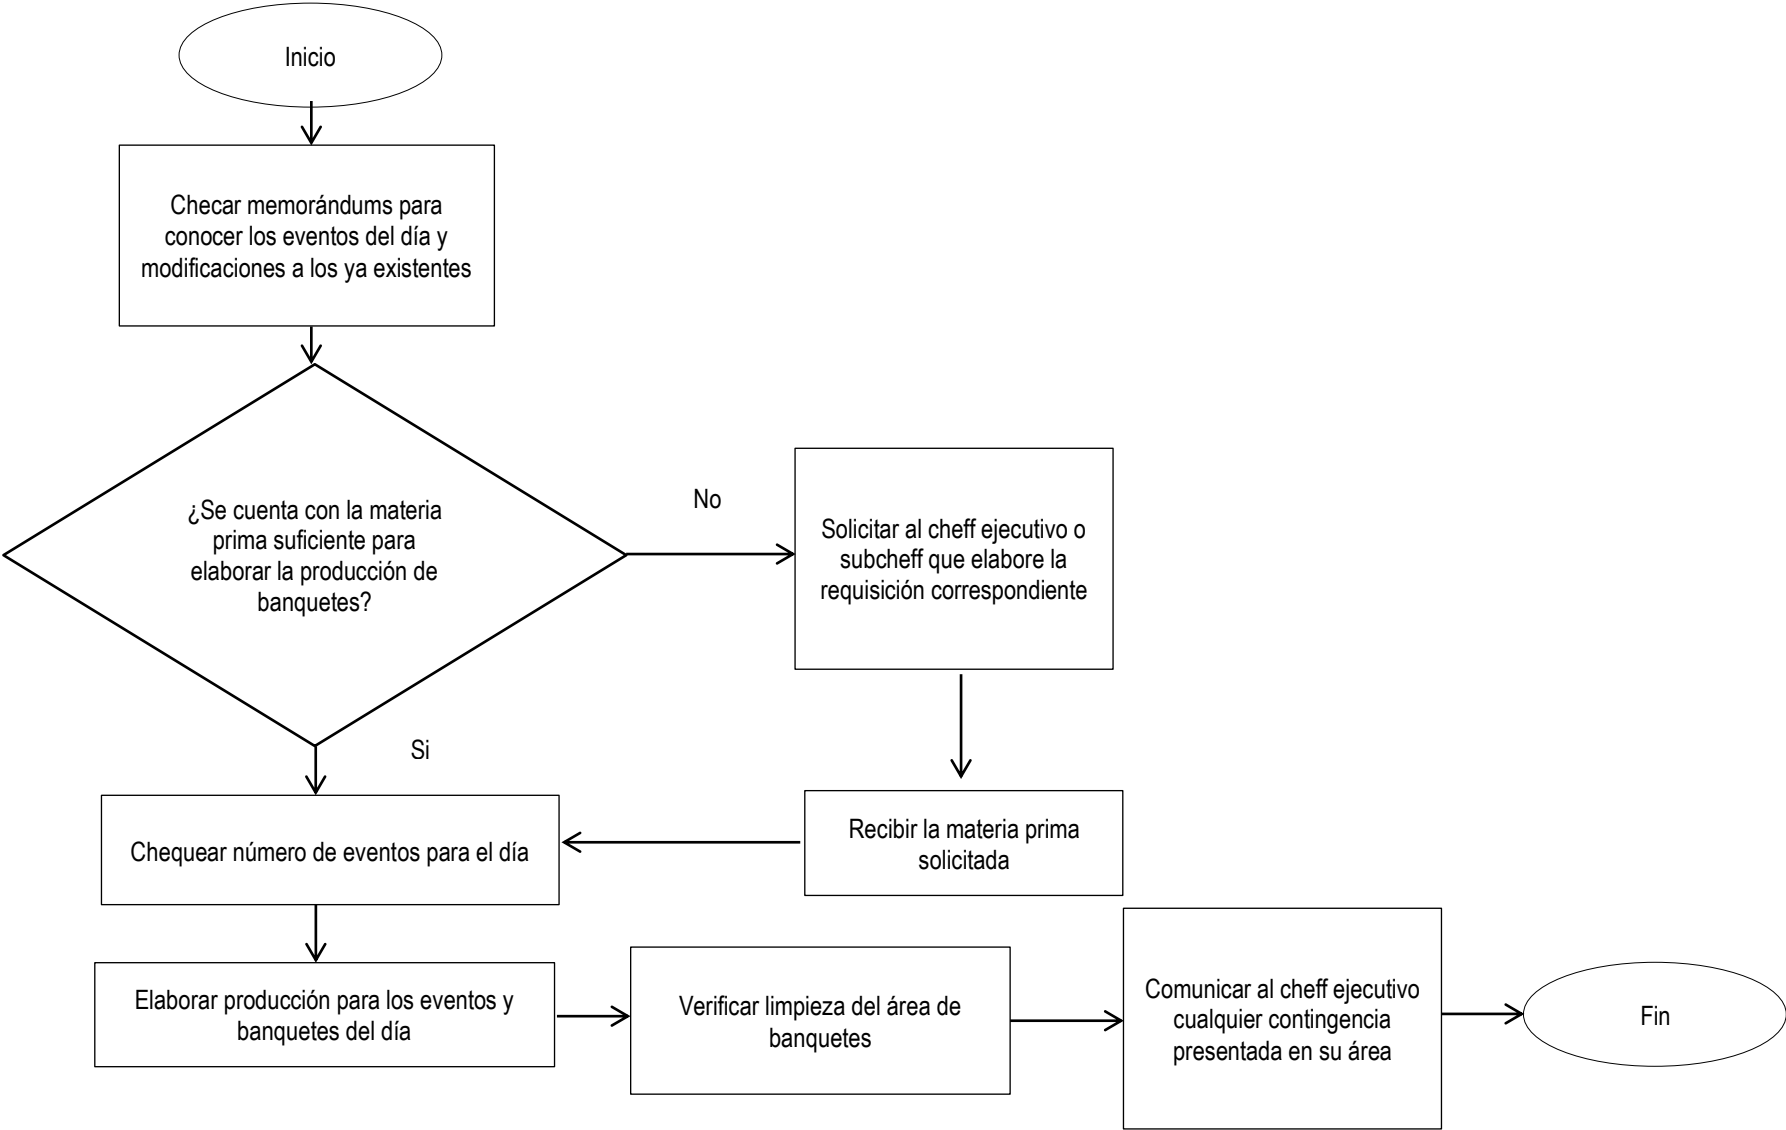 Inicio
Checar memorándums para
conocer los eventos del día y
modificaciones a los ya existentes
¿Se cuenta con la materia
prima suficiente para
elaborar la producción de
banquetes?
No
Solicitar al cheff ejecutivo o
subcheff que elabore la
requisición correspondiente
Si
Recibir la materia prima
solicitada
Chequear número de eventos para el día
Elaborar producción para los eventos y
banquetes del día
Verificar limpieza del área de
banquetes
Comunicar al cheff ejecutivo
cualquier contingencia
presentada en su área
Fin